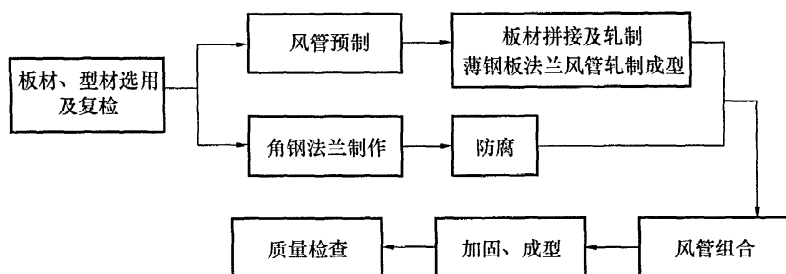 板材、型材选用
及复检
风管预制
板材拼接及轧制
薄钢板法兰风管轧制成型
角钢法兰制作
防腐
风管组合
加固、成型
质量检查